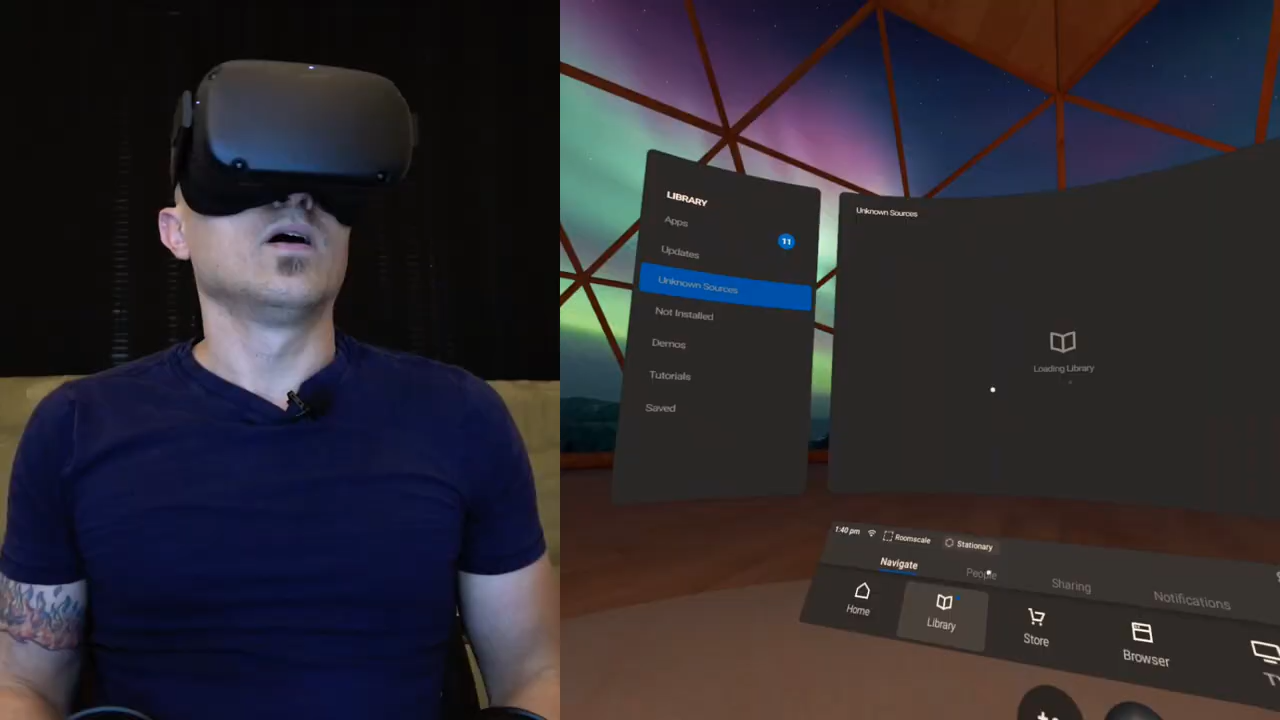 LIBRARY
Apps
11
Updates
Unknown Sources
Not Installed
Demos
Tutorials
Saved
Unknown Sources
Loading Library
1:40 pm
Roomscale
Stationary
Navigate
People
Sharing
Notifications
Home
Library
Store
Browser